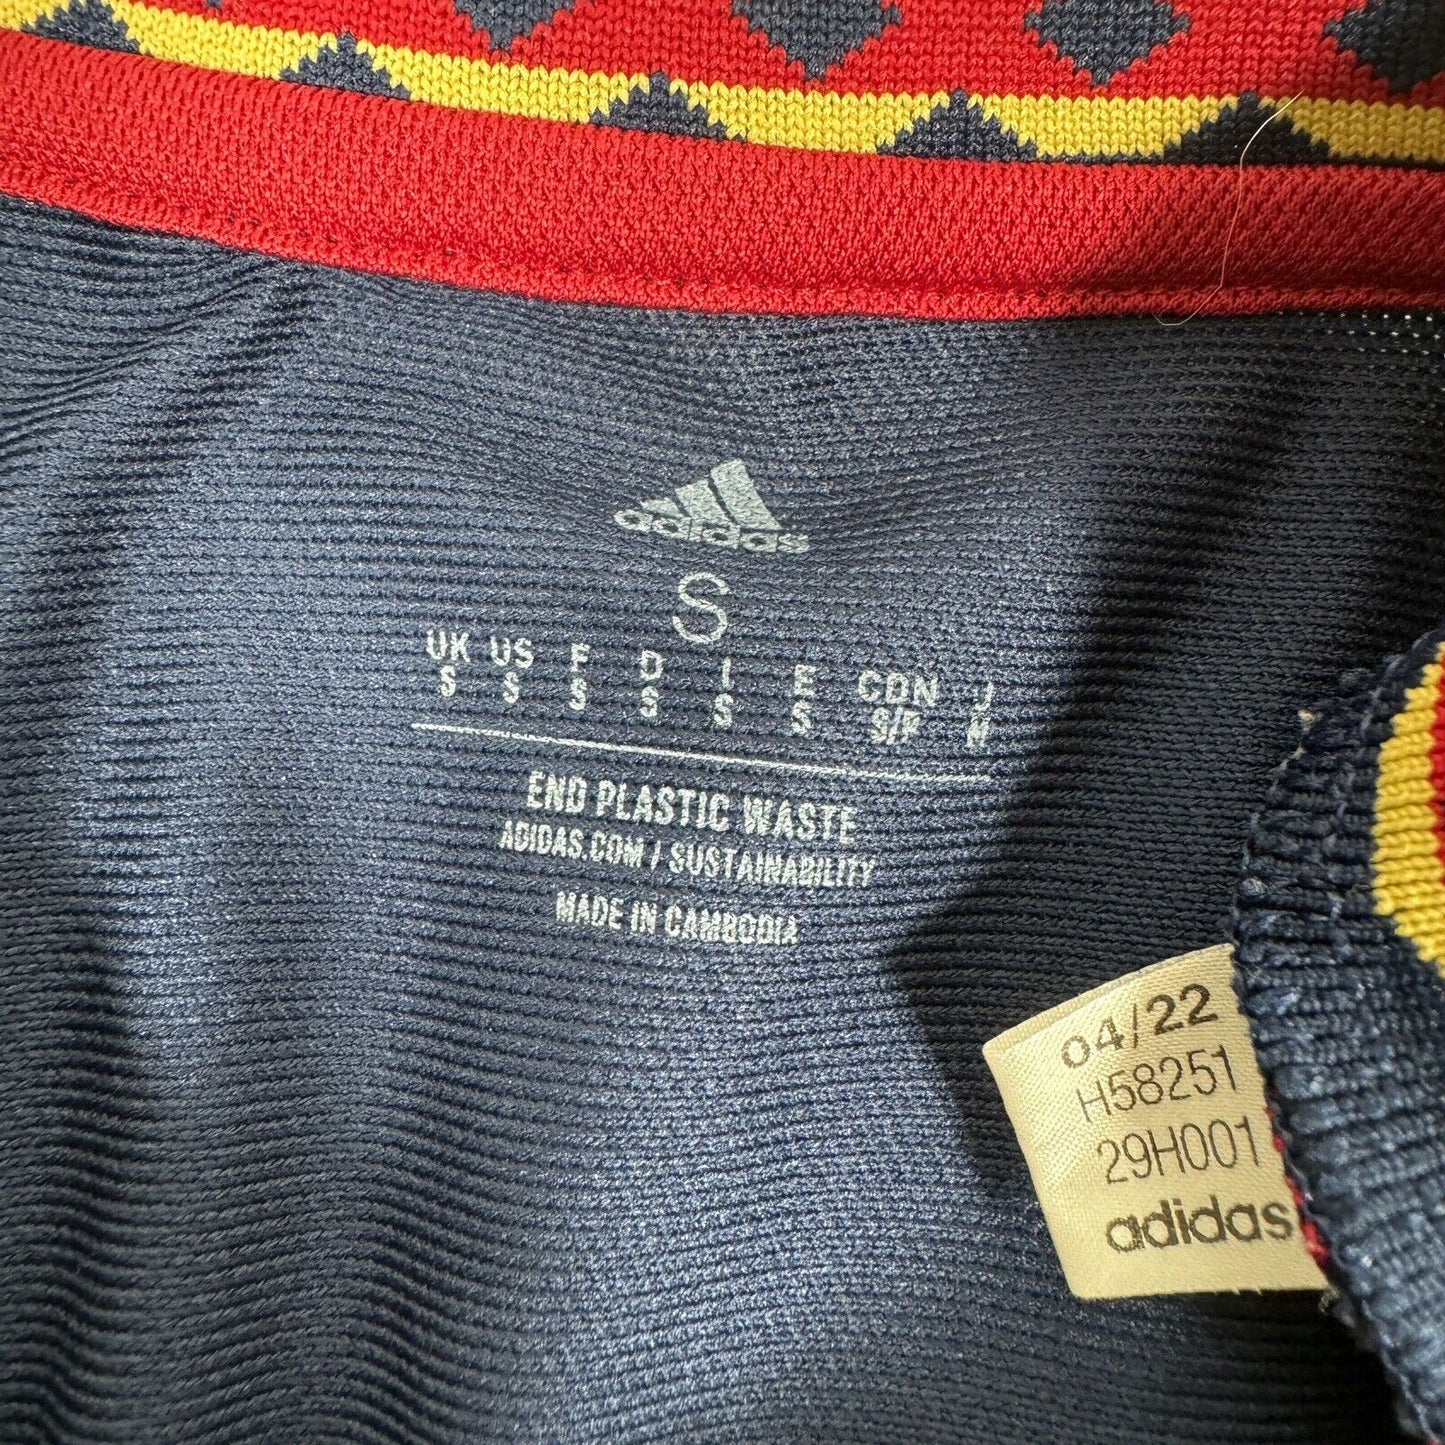 adidas
S
UK US F D I E CDN J
S S S S S S S/P M
END PLASTIC WASTE
ADIDAS.COM / SUSTAINABILITY
MADE IN CAMBODIA
04/22
H58251
29H001
adidas